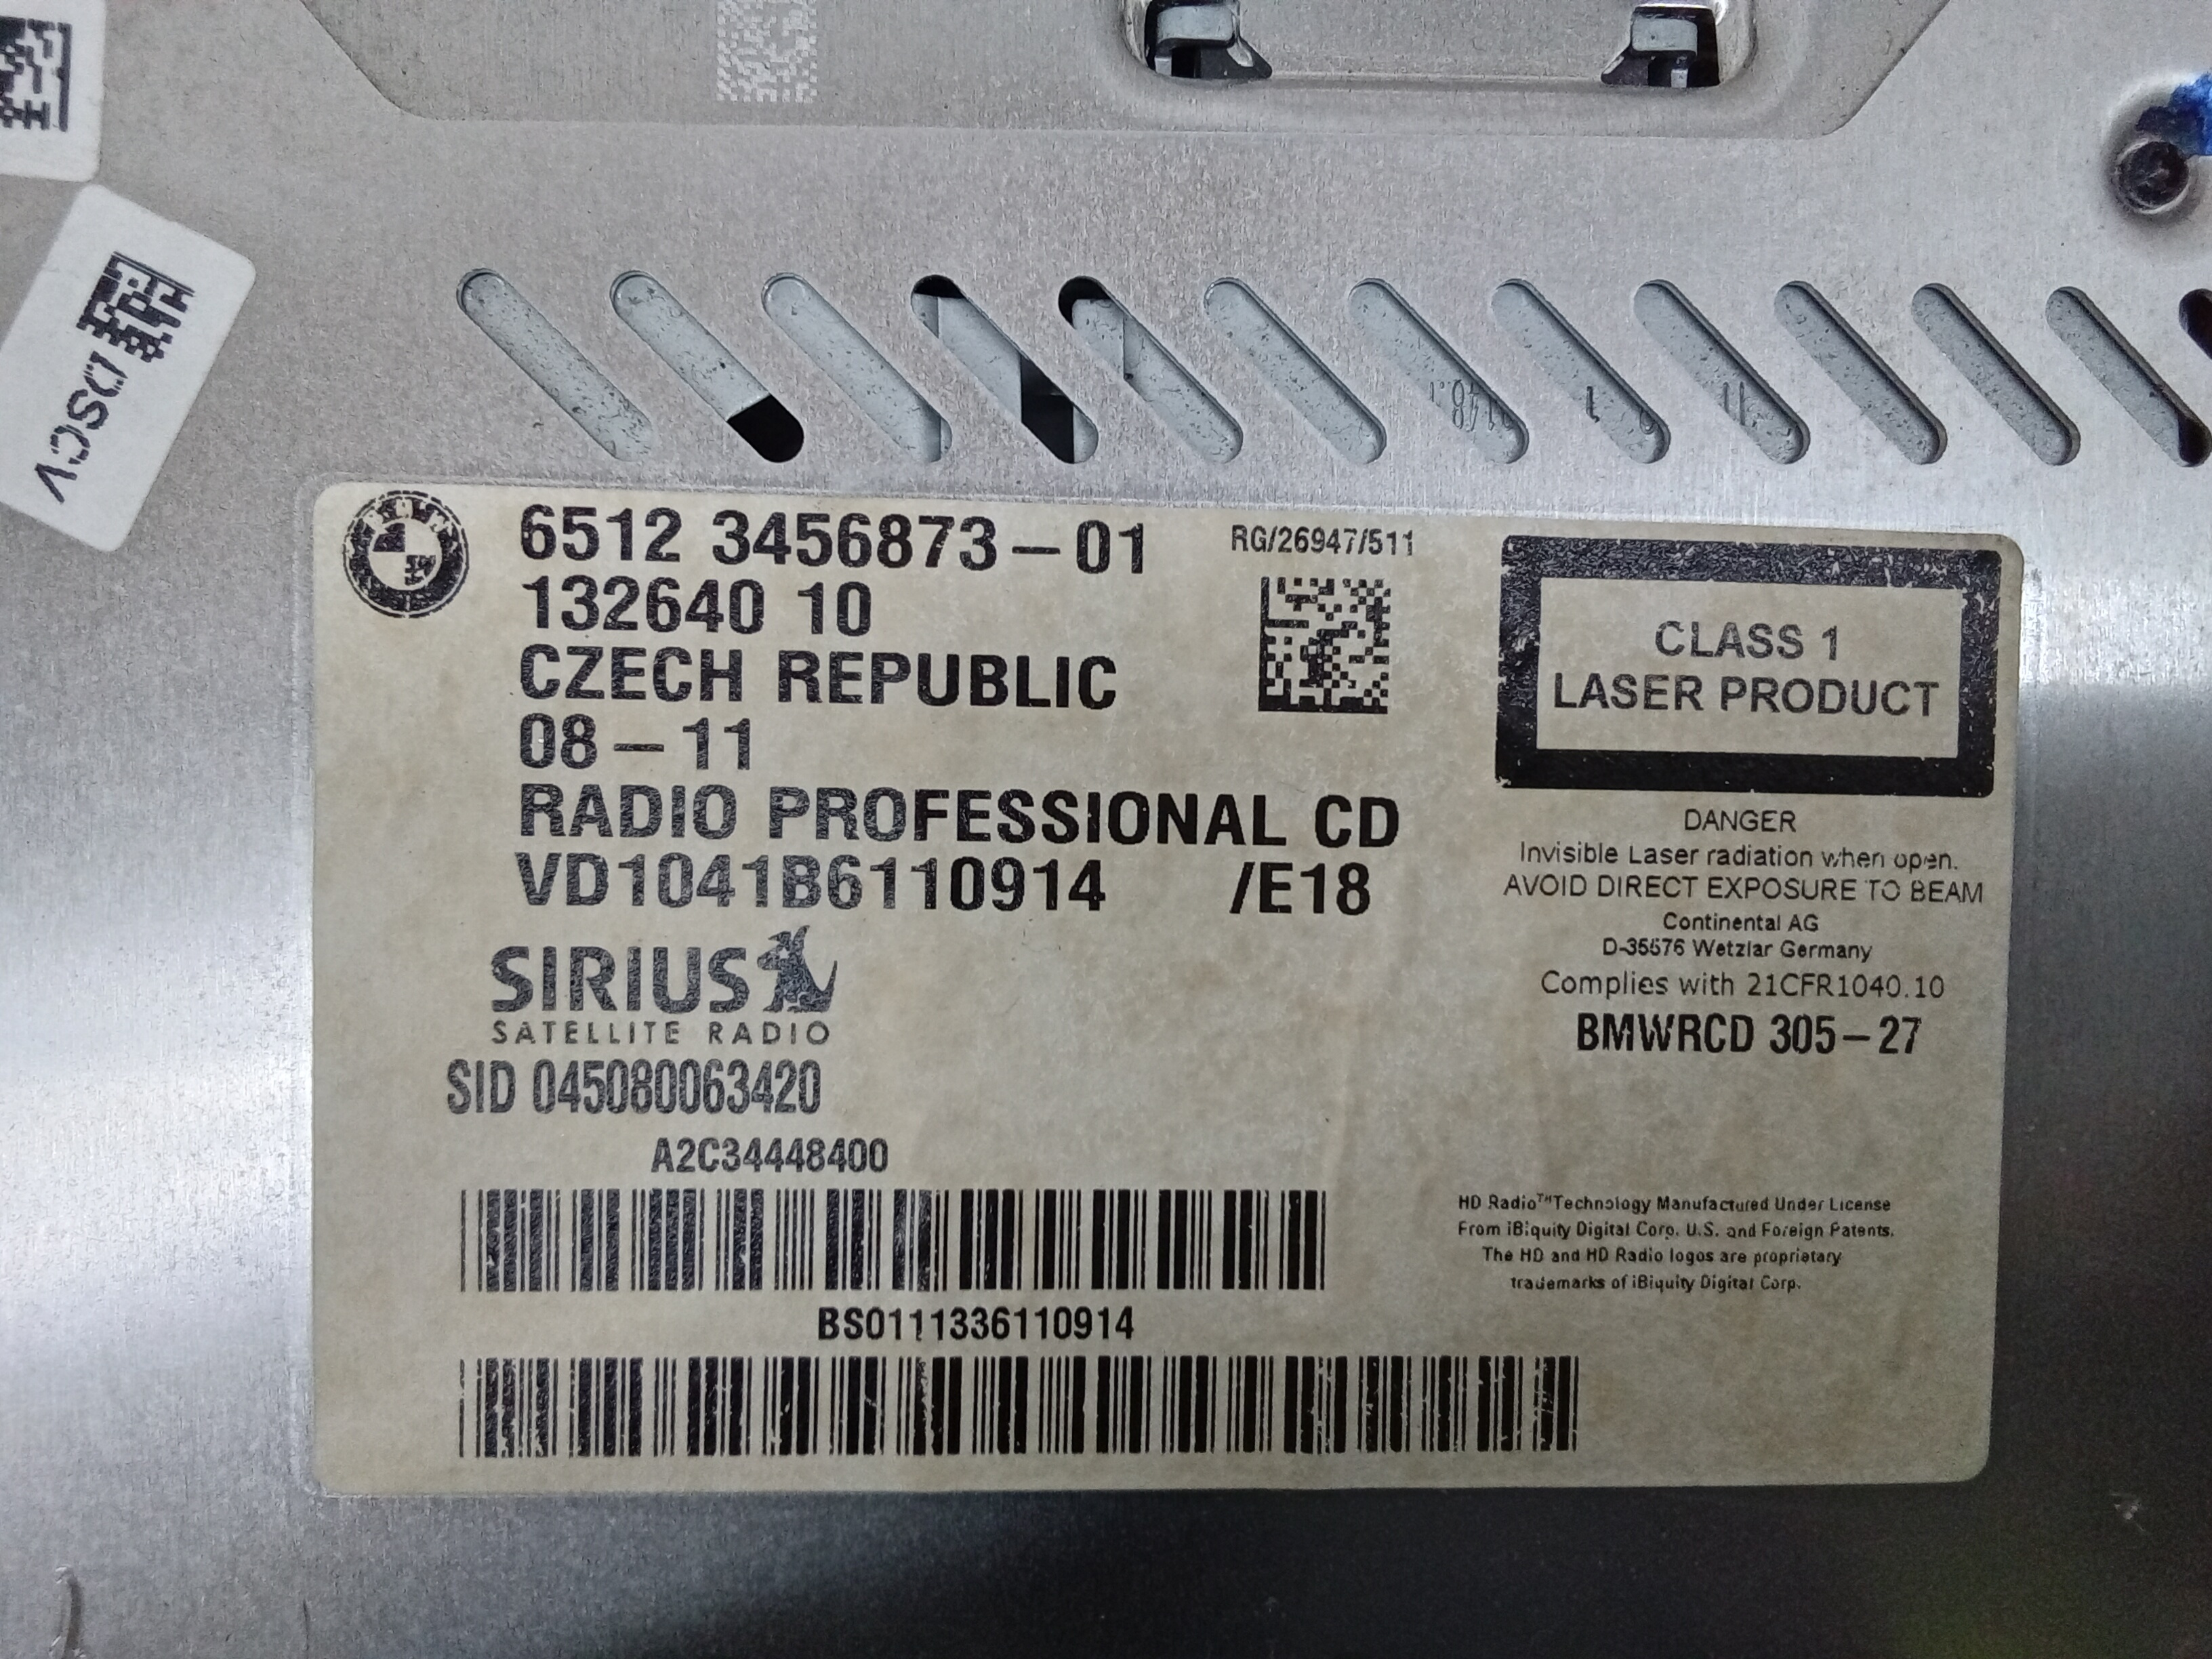 DSCV
6512 3456873-01
RG/26947/511
132640 10
CZECH REPUBLIC
08-11
RADIO PROFESSIONAL CD
VD1041B6110914 /E18
SIRIUS
SATELLITE RADIO
SID 045080063420
A2C34448400
BS0111336110914
CLASS 1
LASER PRODUCT
DANGER
Invisible Laser radiation when open.
AVOID DIRECT EXPOSURE TO BEAM
Continental AG
D-35576 Wetzlar Germany
Complies with 21CFR1040.10
BMWRCD 305-27
HD Radio™ Technology Manufactured Under License
From iBiquity Digital Corp. U.S. and Foreign Patents.
The HD and HD Radio logos are proprietary
trademarks of iBiquity Digital Corp.